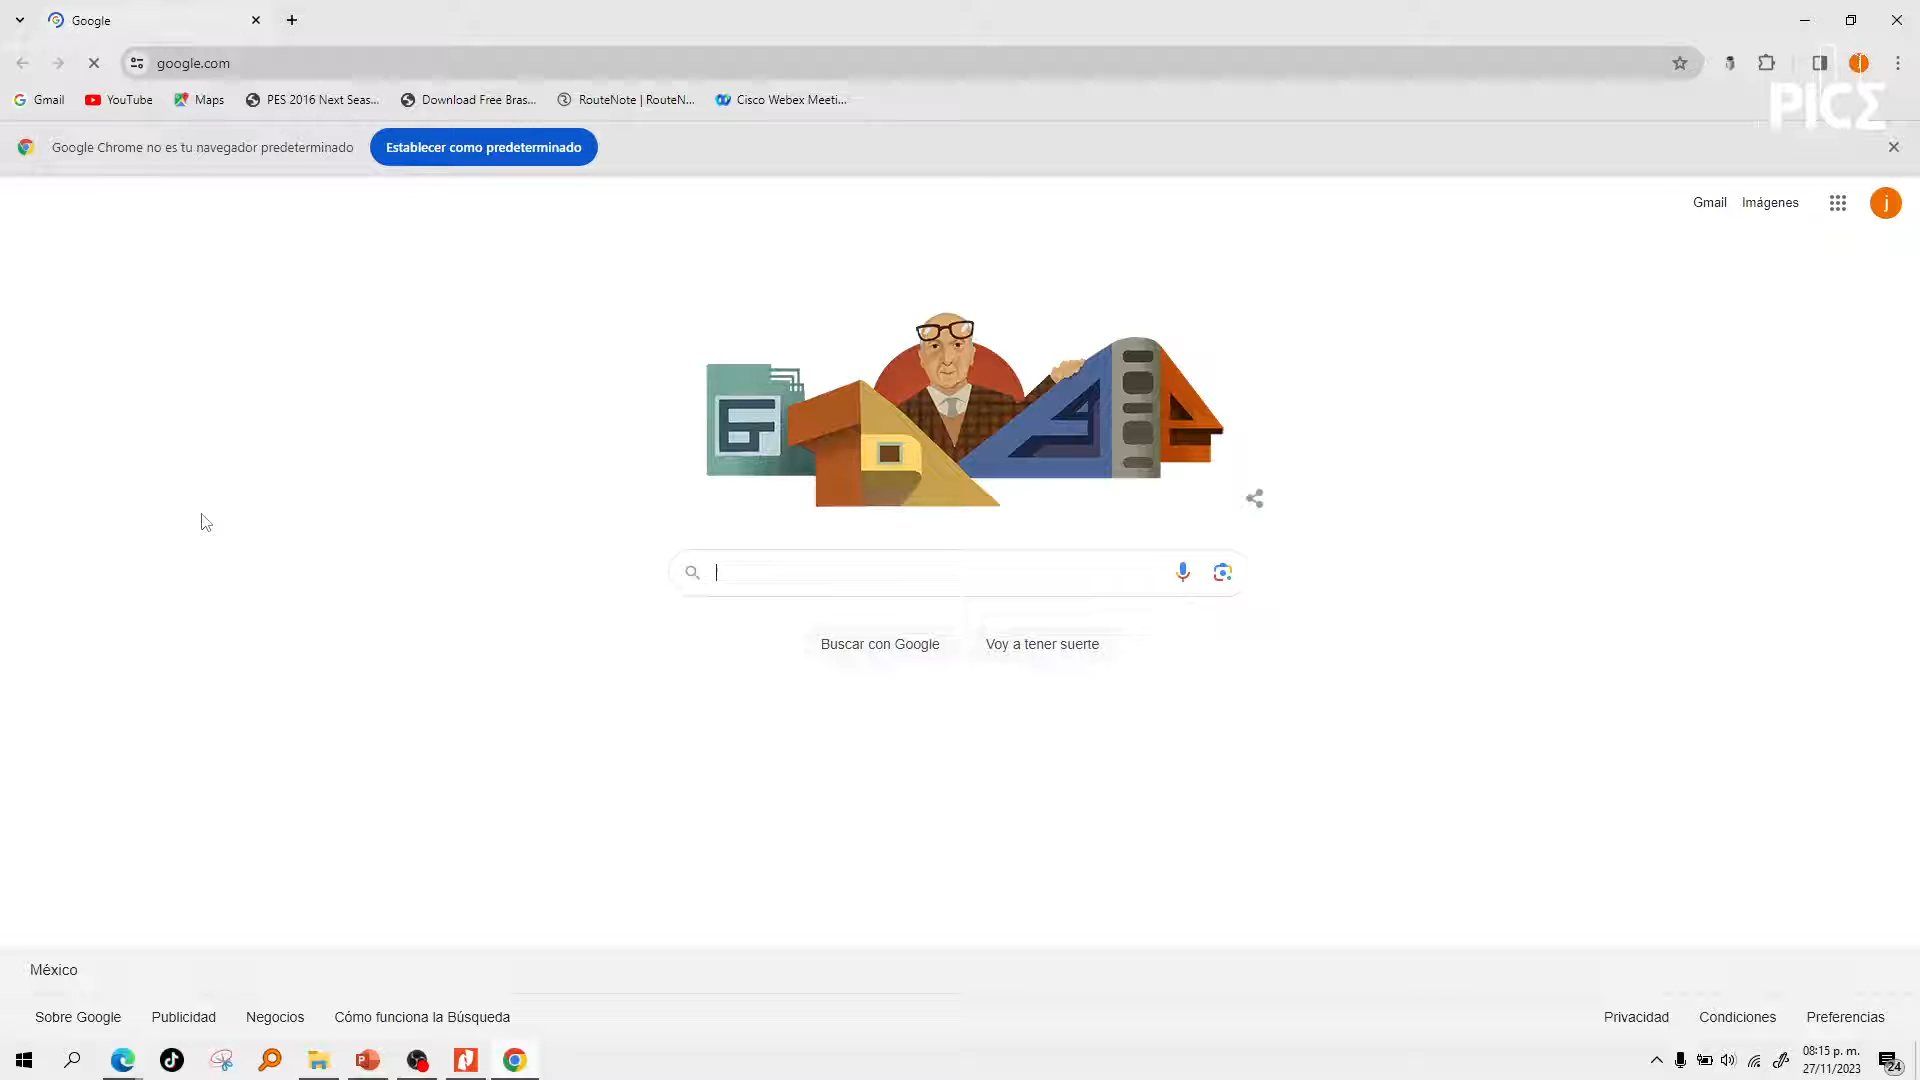 Google
google.com
Gmail YouTube Maps PES 2016 Next Seas... Download Free Bras... RouteNote | RouteN... Cisco Webex Meeti...
PICΣ
Google Chrome no es tu navegador predeterminado Establecer como predeterminado
Gmail Imágenes j
Buscar con Google Voy a tener suerte
México
Sobre Google Publicidad Negocios Cómo funciona la Búsqueda Privacidad Condiciones Preferencias
08:15 p. m.
27/11/2023
24